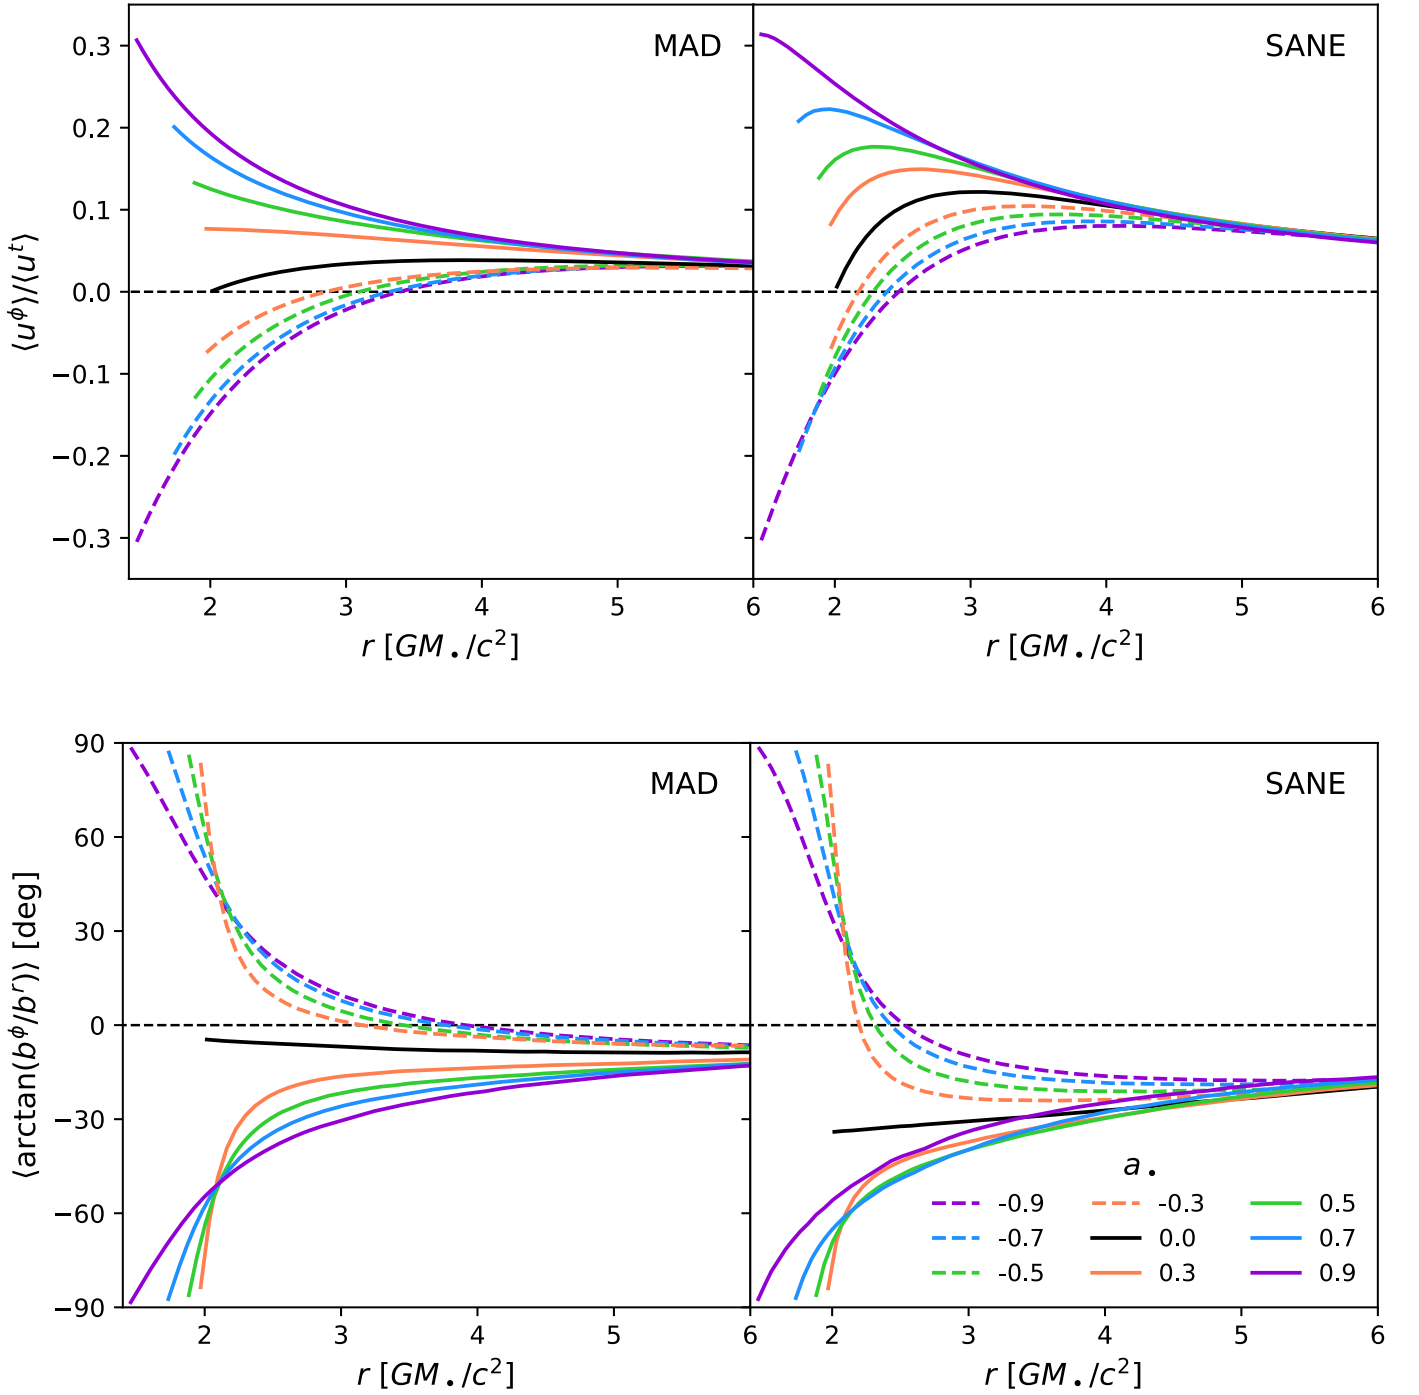 MAD
SANE
0.3
0.2
0.1
0.0
−0.1
−0.2
−0.3
⟨u^ϕ⟩/⟨u^t⟩
2 3 4 5 6 2 3 4 5 6
r [GM•/c²]
r [GM•/c²]
MAD
SANE
90
60
30
0
−30
−60
−90
⟨arctan(b^ϕ/b^r)⟩ [deg]
a•
-0.9 -0.3 0.5
-0.7 0.0 0.7
-0.5 0.3 0.9
2 3 4 5 6 2 3 4 5 6
r [GM•/c²]
r [GM•/c²]